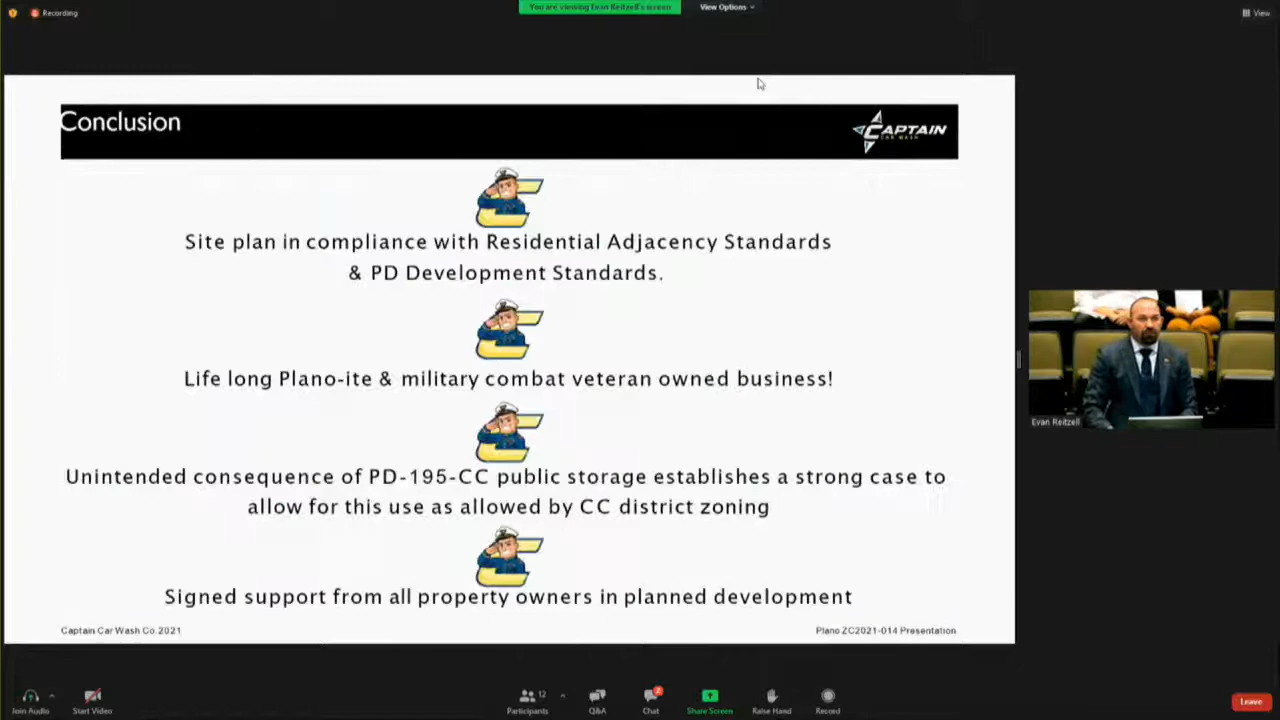 Recording
You are viewing Evan Reitzell's screen
View Options
View
Conclusion
CAPTAIN
CAR WASH
Site plan in compliance with Residential Adjacency Standards
& PD Development Standards.
Life long Plano-ite & military combat veteran owned business!
Unintended consequence of PD-195-CC public storage establishes a strong case to
allow for this use as allowed by CC district zoning
Signed support from all property owners in planned development
Captain Car Wash Co.2021
Plano ZC2021-014 Presentation
Evan Reitzell
Join Audio
Start Video
12
Participants
Q&A
Chat
Share Screen
Raise Hand
Record
Leave